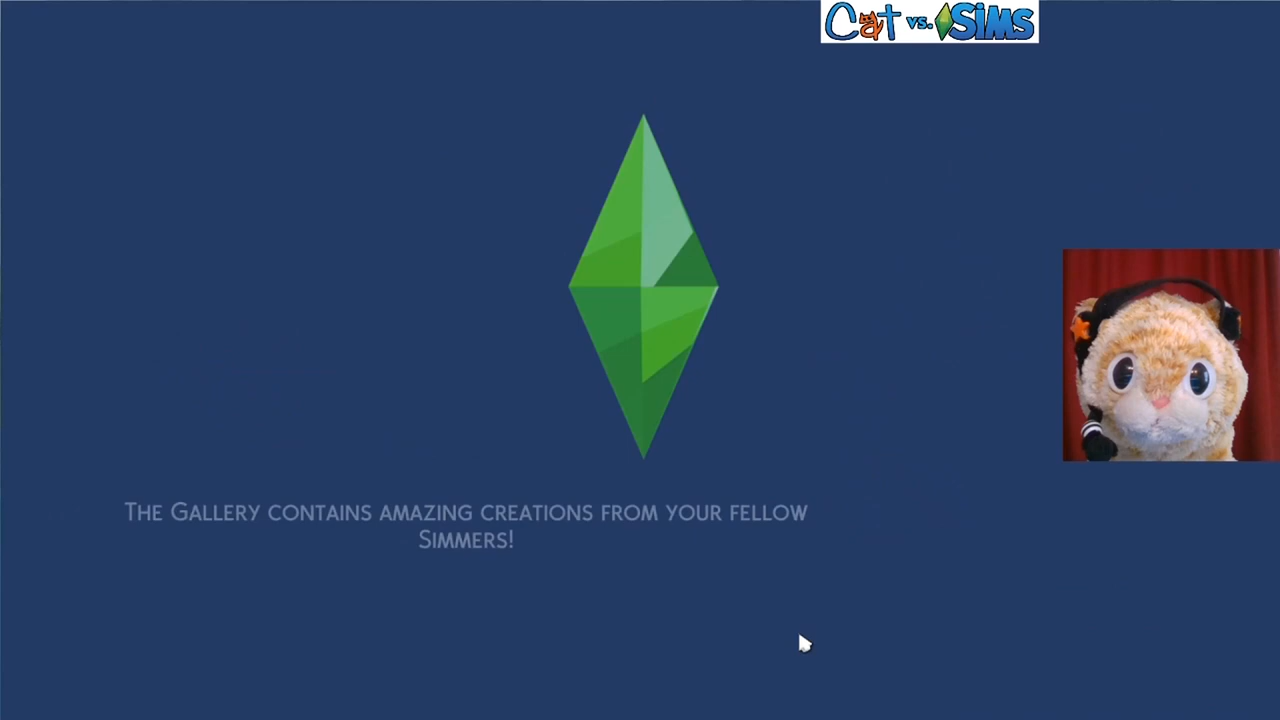 Cat vs. SiMS
THE GALLERY CONTAINS AMAZING CREATIONS FROM YOUR FELLOW
SIMMERS!